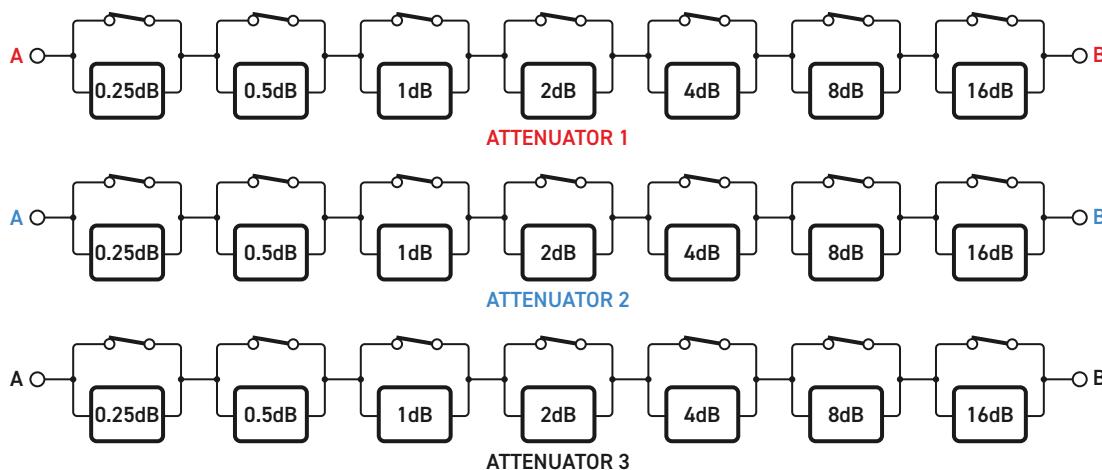 A B
0.25dB 0.5dB 1dB 2dB 4dB 8dB 16dB
ATTENUATOR 1
A B
0.25dB 0.5dB 1dB 2dB 4dB 8dB 16dB
ATTENUATOR 2
A B
0.25dB 0.5dB 1dB 2dB 4dB 8dB 16dB
ATTENUATOR 3